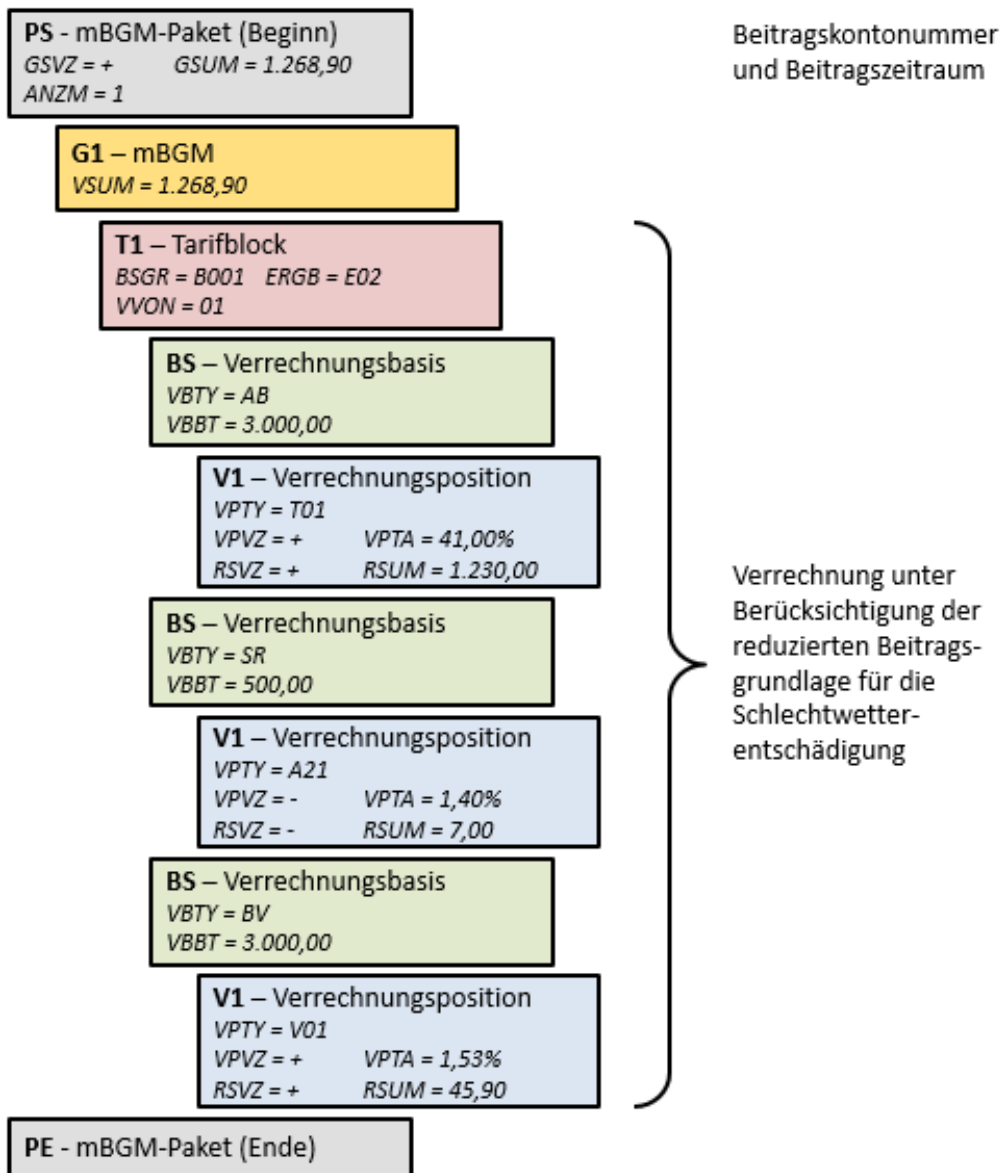 PS - mBGM-Paket (Beginn)
GSVZ = + GSUM = 1.268,90
ANZM = 1
Beitragskontonummer
und Beitragszeitraum
G1 – mBGM
VSUM = 1.268,90
T1 – Tarifblock
BSGR = B001 ERGB = E02
VVON = 01
BS – Verrechnungsbasis
VBTY = AB
VBBT = 3.000,00
V1 – Verrechnungsposition
VPTY = T01
VPVZ = + VPTA = 41,00%
RSVZ = + RSUM = 1.230,00
BS – Verrechnungsbasis
VBTY = SR
VBBT = 500,00
V1 – Verrechnungsposition
VPTY = A21
VPVZ = - VPTA = 1,40%
RSVZ = - RSUM = 7,00
BS – Verrechnungsbasis
VBTY = BV
VBBT = 3.000,00
V1 – Verrechnungsposition
VPTY = V01
VPVZ = + VPTA = 1,53%
RSVZ = + RSUM = 45,90
Verrechnung unter
Berücksichtigung der
reduzierten Beitrags-
grundlage für die
Schlechtwetter-
entschädigung
PE - mBGM-Paket (Ende)